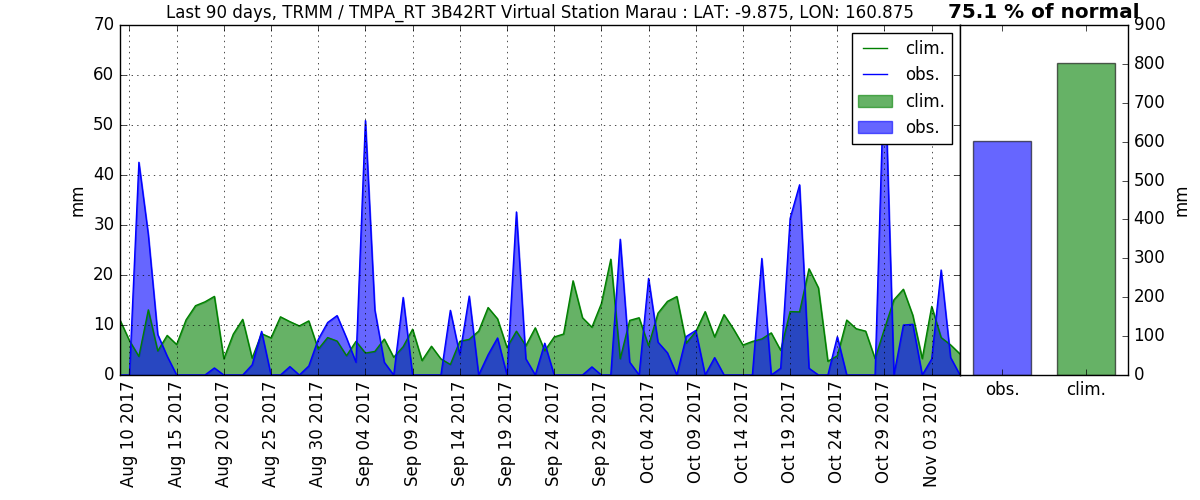 Last 90 days, TRMM / TMPA_RT 3B42RT Virtual Station Marau : LAT: -9.875, LON: 160.875
75.1 % of normal
70
60
50
40
30
20
10
0
mm
clim.
obs.
clim.
obs.
900
800
700
600
500
400
300
200
100
0
mm
obs.
clim.
Aug 10 2017
Aug 15 2017
Aug 20 2017
Aug 25 2017
Aug 30 2017
Sep 04 2017
Sep 09 2017
Sep 14 2017
Sep 19 2017
Sep 24 2017
Sep 29 2017
Oct 04 2017
Oct 09 2017
Oct 14 2017
Oct 19 2017
Oct 24 2017
Oct 29 2017
Nov 03 2017